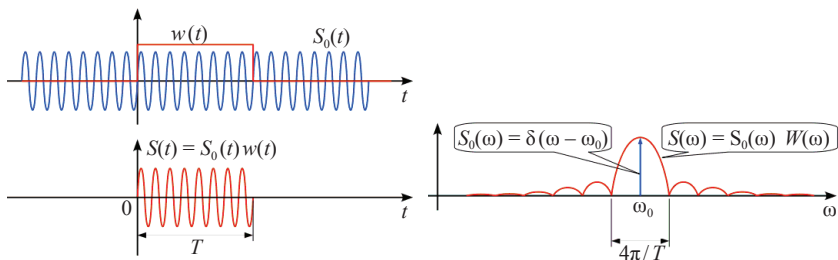 w(t)
S₀(t)
t
S(t) = S₀(t)w(t)
0
t
T
S₀(ω) = δ(ω − ω₀)
S(ω) = S₀(ω) W(ω)
ω₀
ω
4π/T